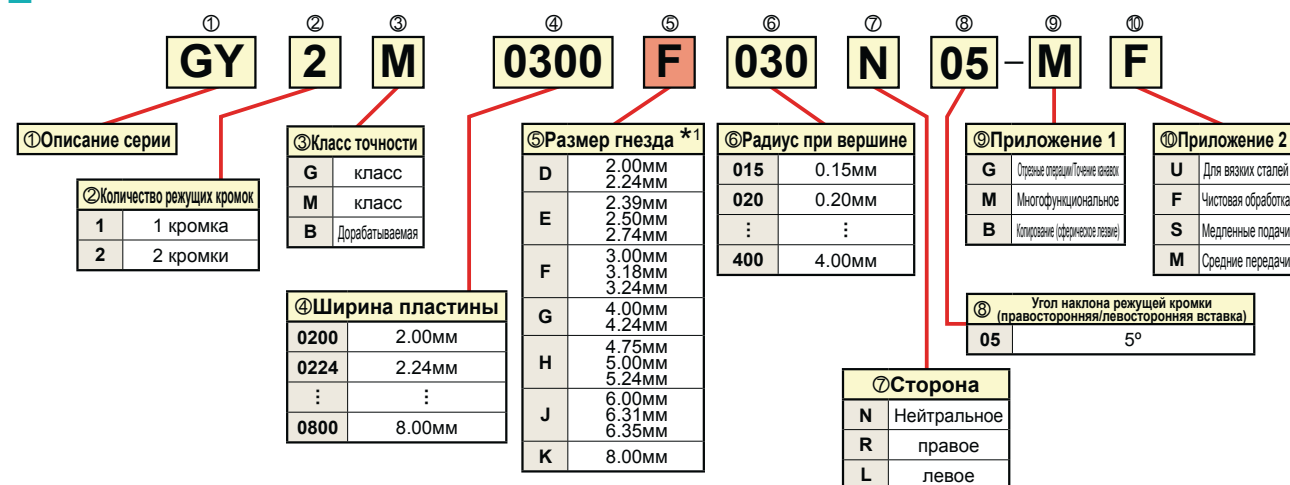 ① ② ③ ④ ⑤ ⑥ ⑦ ⑧ ⑨ ⑩
GY 2 M 0300 F 030 N 05 – M F
①Описание серии
②Количество режущих кромок
1 1 кромка
2 2 кромки
③Класс точности
G класс
M класс
B Дорабатываемая
④Ширина пластины
0200 2.00мм
0224 2.24мм
⋮ ⋮
0800 8.00мм
⑤Размер гнезда *1
D 2.00мм
2.24мм
E 2.39мм
2.50мм
2.74мм
F 3.00мм
3.18мм
3.24мм
G 4.00мм
4.24мм
H 4.75мм
5.00мм
5.24мм
J 6.00мм
6.31мм
6.35мм
K 8.00мм
⑥Радиус при вершине
015 0.15мм
020 0.20мм
⋮ ⋮
400 4.00мм
⑦Сторона
N Нейтральное
R правое
L левое
⑧ Угол наклона режущей кромки
(правосторонняя/левосторонняя вставка)
05 5º
⑨Приложение 1
G Отрезные операции/Точение канавок
M Многофункциональное
B Копирование (сферическое лезвие)
⑩Приложение 2
U Для вязких сталей
F Чистовая обработка
S Медленные подачи
M Средние передачи